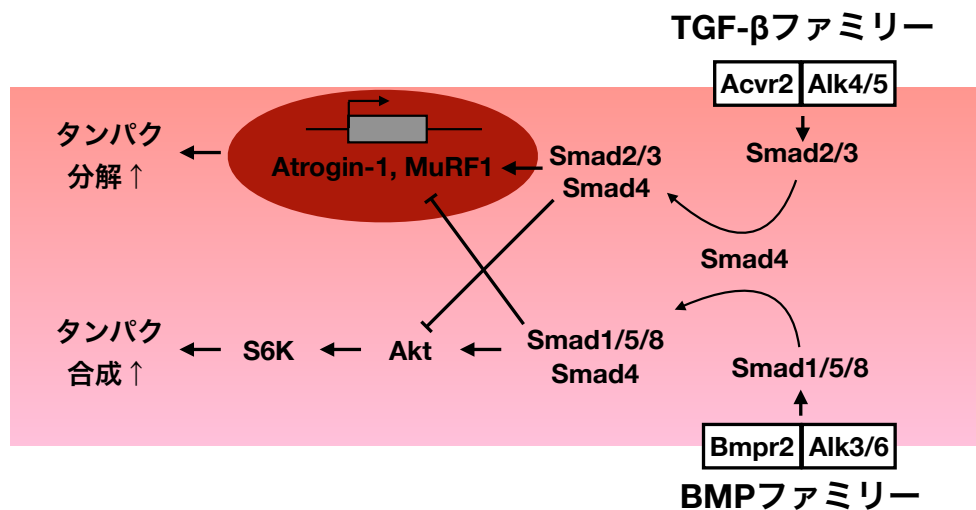 TGF-βファミリー
Acvr2 Alk4/5
タンパク
分解↑
Atrogin-1, MuRF1
Smad2/3
Smad4
Smad2/3
Smad4
タンパク
合成↑
S6K
Akt
Smad1/5/8
Smad4
Smad1/5/8
Bmpr2 Alk3/6
BMPファミリー